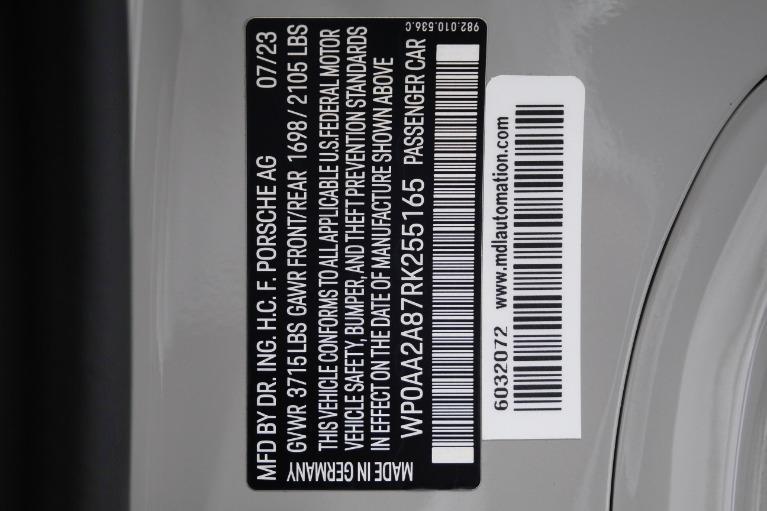 MFD BY DR. ING. H.C. F. PORSCHE AG 07/23
GVWR 3715 LBS GAWR FRONT/REAR 1698 / 2105 LBS
THIS VEHICLE CONFORMS TO ALL APPLICABLE U.S. FEDERAL MOTOR
VEHICLE SAFETY, BUMPER, AND THEFT PREVENTION STANDARDS
IN EFFECT ON THE DATE OF MANUFACTURE SHOWN ABOVE
MADE IN GERMANY
WP0AA2A87RK255165 PASSENGER CAR
982.010.536.C
6032072 www.mdlautomation.com